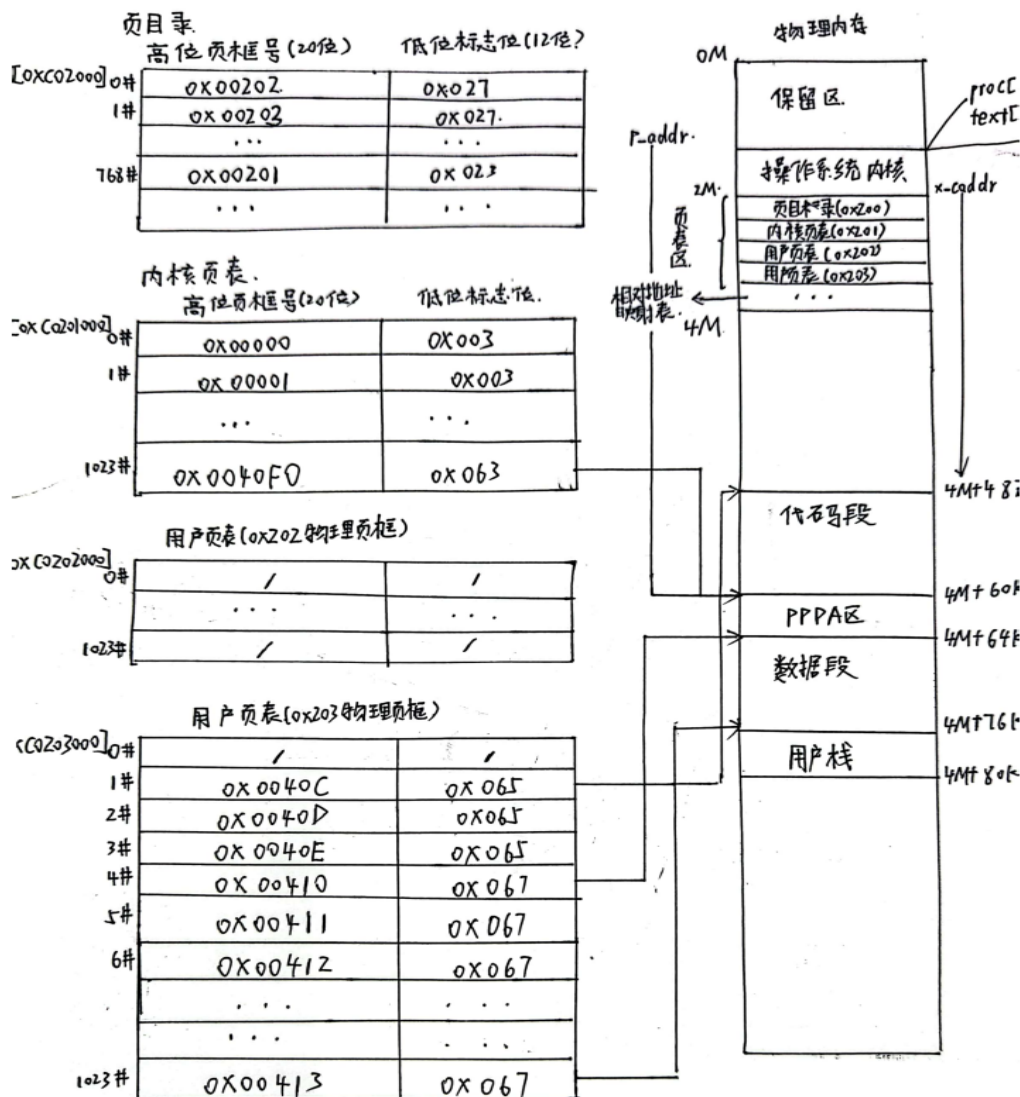 页目录
高位页框号(20位) 低位标志位(12位?
[0XC02000] 0# 0X00202 0X027
1# 0X00203 0X027.
... ...
768# 0X00201 0X023
... ...
内核页表.
高位页框号(20位) 低位标志位.
0XC0201000] 0# 0X00000 0X003
1# 0X00001 0X003
... ...
1023# 0X0040F0 0X063
用户页表(0x202物理页框)
0XC0202000] 0# / /
... ...
1023# / /
用户页表(0x203物理页框)
C0203000] 0# / /
1# 0X0040C 0X065
2# 0X0040D 0X065
3# 0X0040E 0X065
4# 0X00410 0X067
5# 0X00411 0X067
6# 0X00412 0X067
... ...
... ...
1023# 0X00413 0X067
物理内存
0M
保留区.
proc[
text[
P_addr.
操作系统内核
x-caddr
2M.
页表区
页目录(0x200)
内核页表(0x201)
用户页表(0x202)
用户页表(0x203)
...
相对地址
映射表.
4M.
4M+48
代码段
4M+60K
PPDA区
4M+64K
数据段
4M+76K
用户栈
4M+80K